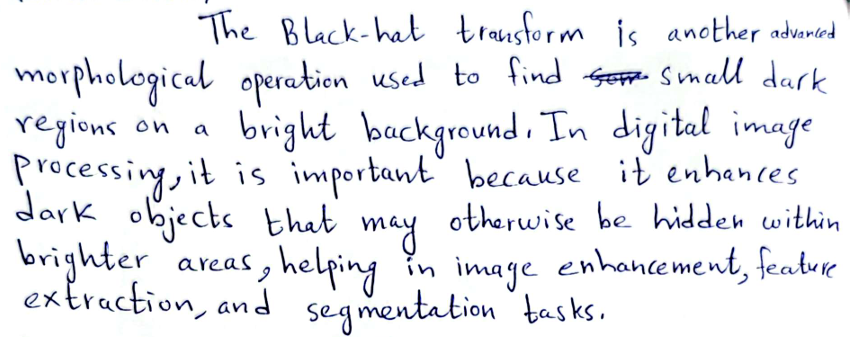 The Black-hat transform is another advanced
morphological operation used to find small dark
regions on a bright background. In digital image
processing, it is important because it enhances
dark objects that may otherwise be hidden within
brighter areas, helping in image enhancement, feature
extraction, and segmentation tasks.